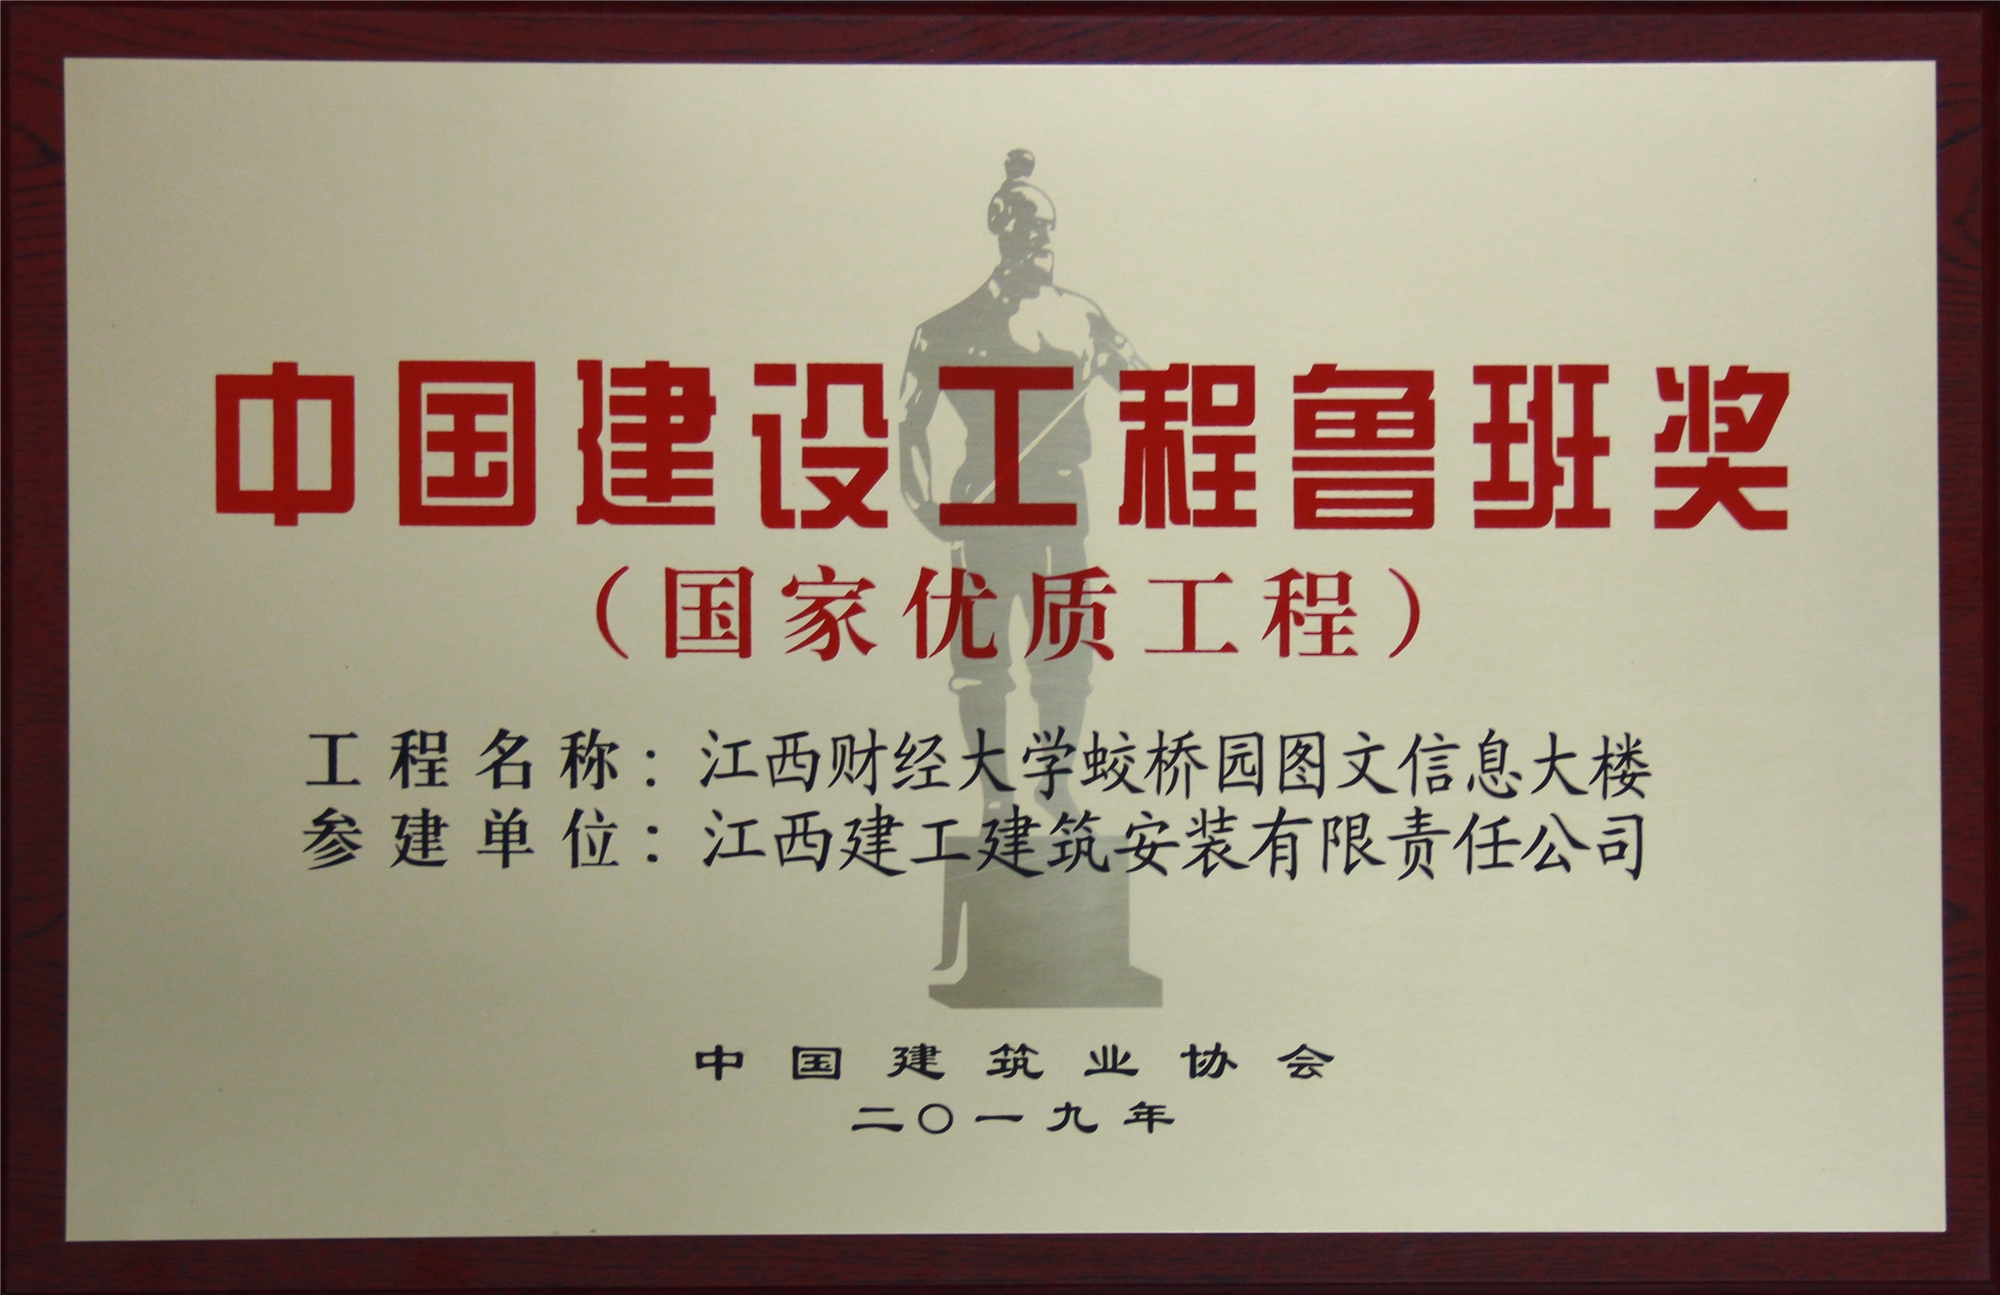 中国建设工程鲁班奖
（国家优质工程）
工程名称：江西财经大学蛟桥园图文信息大楼
参建单位：江西建工建筑安装有限责任公司
中国建筑业协会
二〇一九年